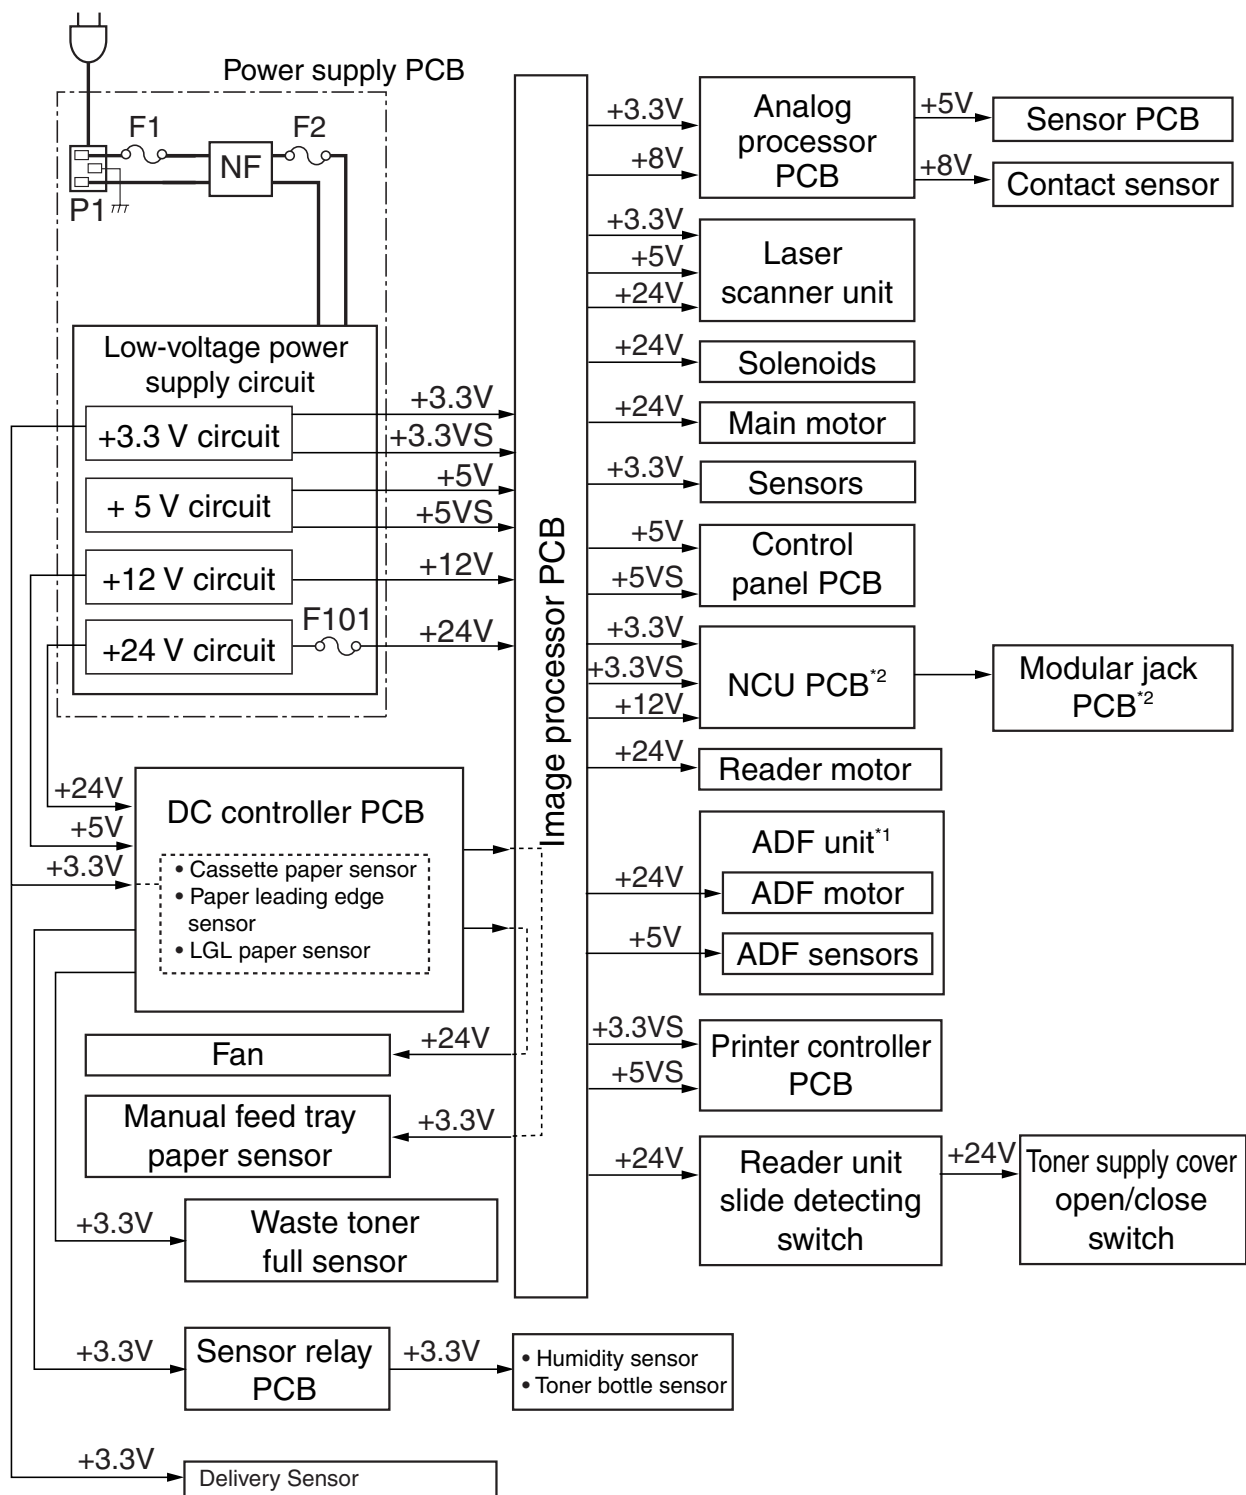 Power supply PCB
F1
F2
NF
P1
Low-voltage power
supply circuit
+3.3 V circuit
+ 5 V circuit
+12 V circuit
+24 V circuit
F101
+3.3V
+3.3VS
+5V
+5VS
+12V
+24V
Image processor PCB
+3.3V
+8V
Analog
processor
PCB
+5V
Sensor PCB
+8V
Contact sensor
+3.3V
+5V
+24V
Laser
scanner unit
+24V
Solenoids
+24V
Main motor
+3.3V
Sensors
+5V
+5VS
Control
panel PCB
+3.3V
+3.3VS
+12V
NCU PCB*2
Modular jack
PCB*2
+24V
Reader motor
ADF unit*1
+24V
ADF motor
+5V
ADF sensors
+3.3VS
+5VS
Printer controller
PCB
+24V
Reader unit
slide detecting
switch
+24V
Toner supply cover
open/close
switch
+24V
+5V
+3.3V
DC controller PCB
• Cassette paper sensor
• Paper leading edge
sensor
• LGL paper sensor
Fan
+24V
Manual feed tray
paper sensor
+3.3V
+3.3V
Waste toner
full sensor
+3.3V
Sensor relay
PCB
+3.3V
• Humidity sensor
• Toner bottle sensor
+3.3V
Delivery Sensor